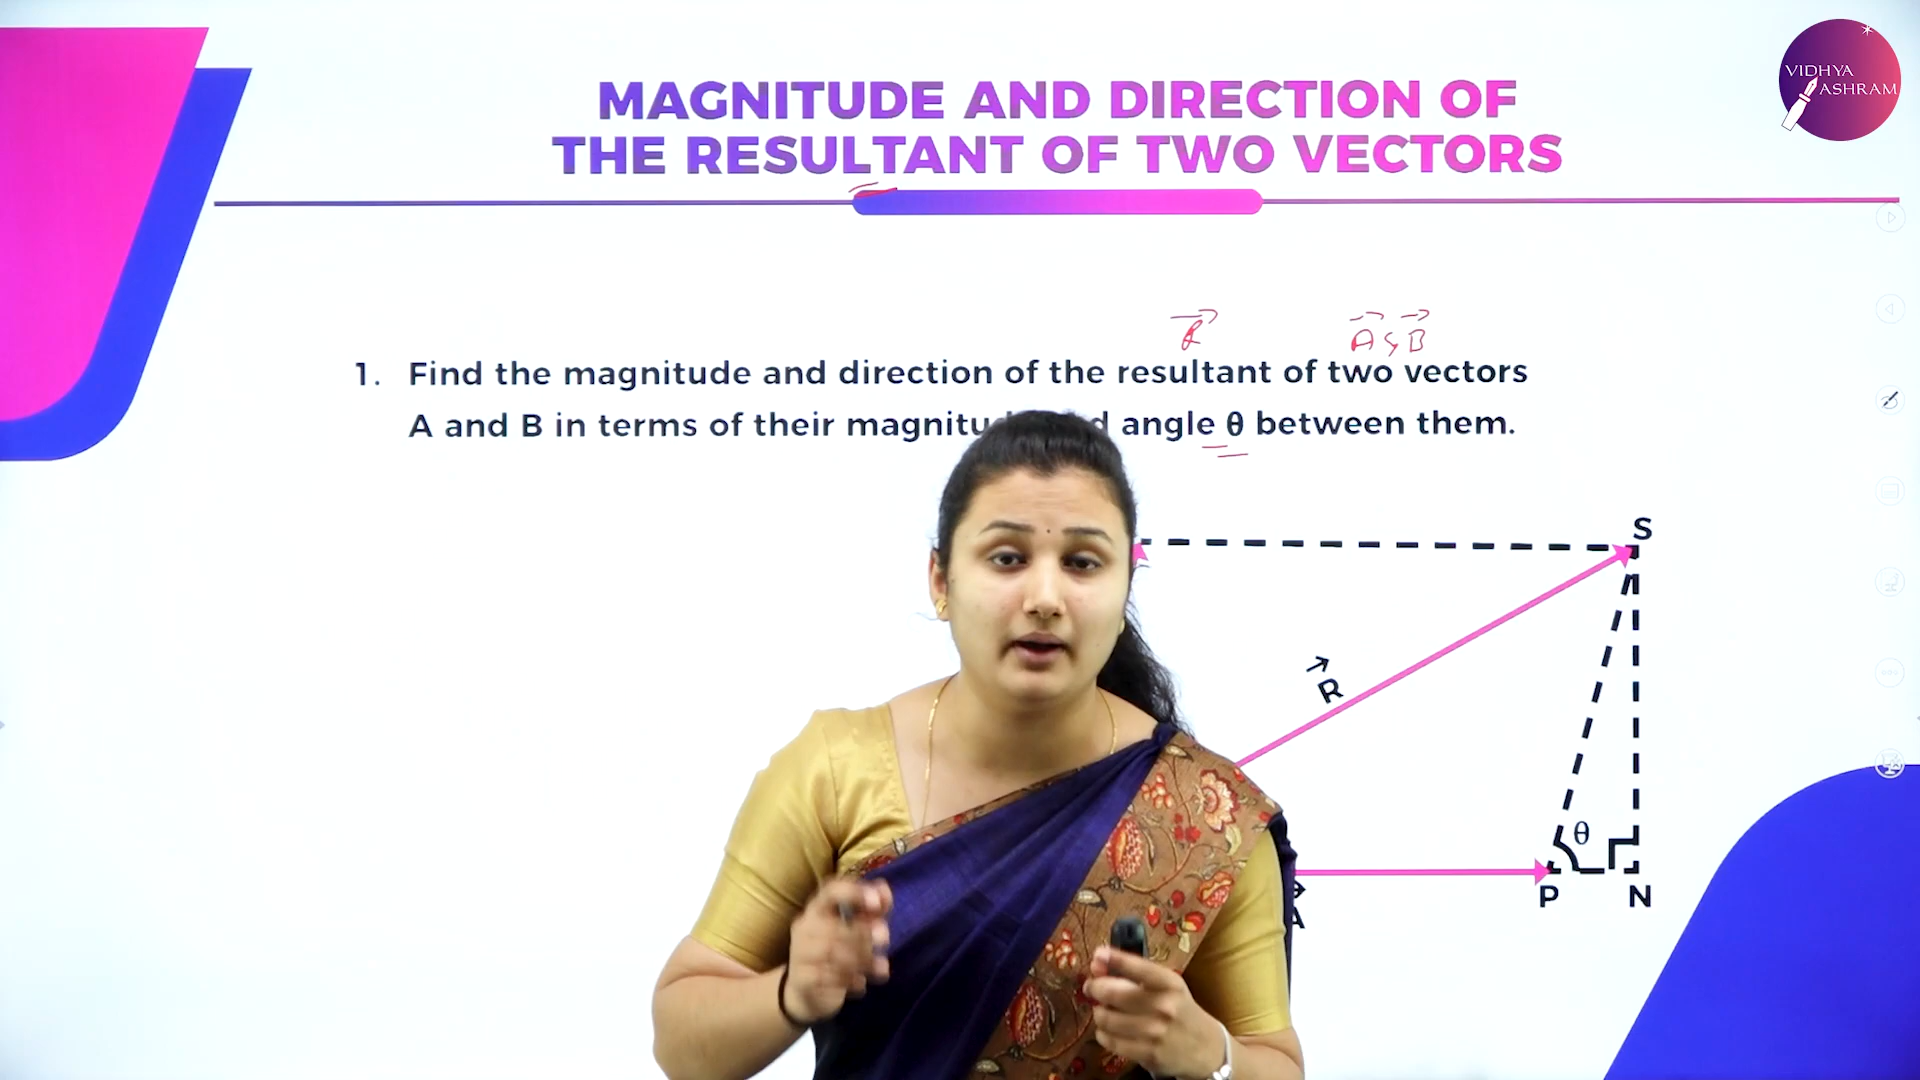 VIDHYA
ASHRAM
MAGNITUDE AND DIRECTION OF
THE RESULTANT OF TWO VECTORS
R A & B
1. Find the magnitude and direction of the resultant of two vectors
A and B in terms of their angle θ between them.
S
R
θ
P N
A